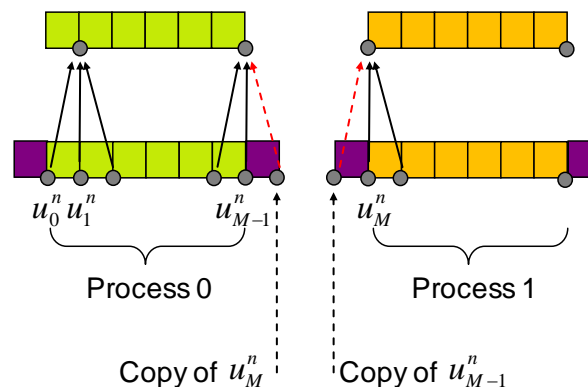 u_0^n u_1^n u_{M-1}^n u_M^n
Process 0 Process 1
Copy of u_M^n Copy of u_{M-1}^n